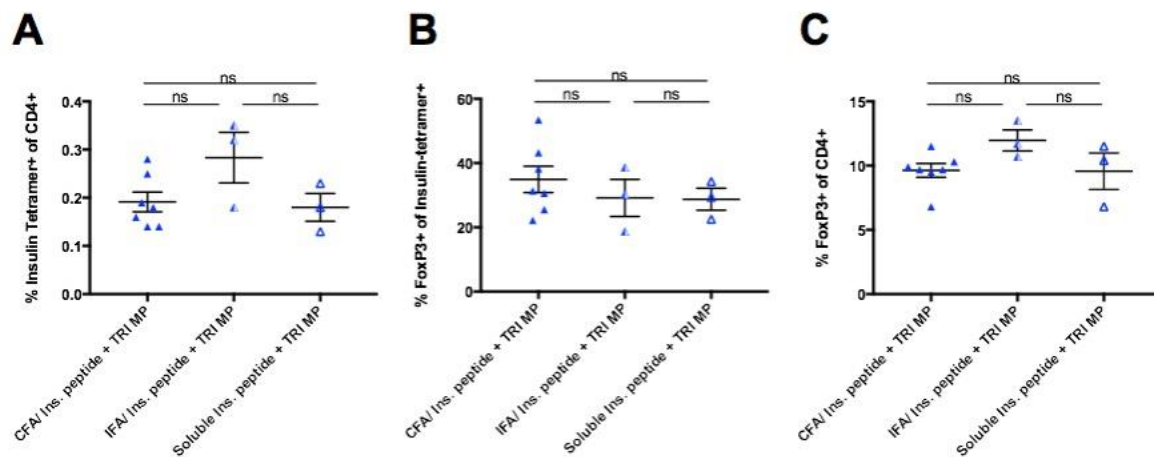 A
B
C
ns
ns
ns
% Insulin Tetramer+ of CD4+
0.4
0.3
0.2
0.1
0.0
CFA/ Ins. peptide + TRI MP
IFA/ Ins. peptide + TRI MP
Soluble Ins. peptide + TRI MP
ns
ns
ns
% FoxP3+ of Insulin-tetramer+
60
40
20
0
CFA/ Ins. peptide + TRI MP
IFA/ Ins. peptide + TRI MP
Soluble Ins. peptide + TRI MP
ns
ns
ns
% FoxP3+ of CD4+
15
10
5
0
CFA/ Ins. peptide + TRI MP
IFA/ Ins. peptide + TRI MP
Soluble Ins. peptide + TRI MP